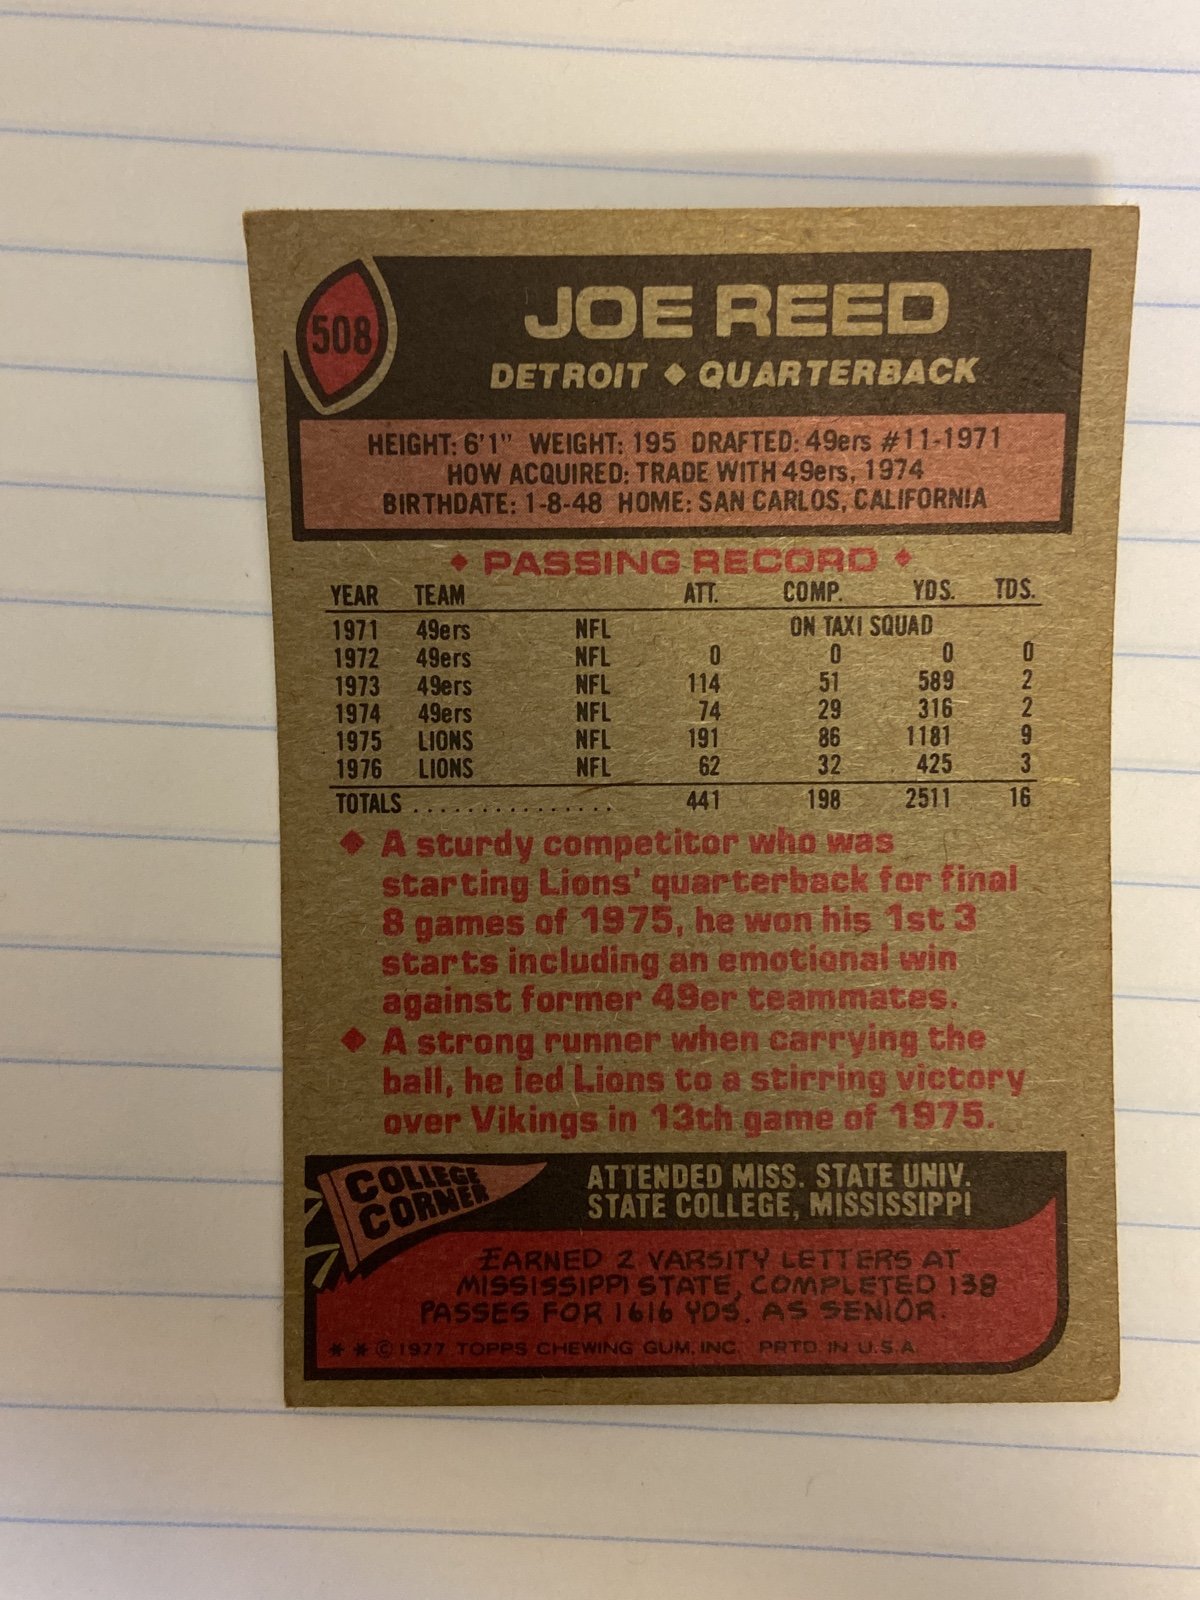 508
JOE REED
DETROIT ◆ QUARTERBACK
HEIGHT: 6'1" WEIGHT: 195 DRAFTED: 49ers #11-1971
HOW ACQUIRED: TRADE WITH 49ers, 1974
BIRTHDATE: 1-8-48 HOME: SAN CARLOS, CALIFORNIA
◆ PASSING RECORD ◆
YEAR TEAM ATT. COMP. YDS. TDS.
1971 49ers NFL ON TAXI SQUAD
1972 49ers NFL 0 0 0 0
1973 49ers NFL 114 51 589 2
1974 49ers NFL 74 29 316 2
1975 LIONS NFL 191 86 1181 9
1976 LIONS NFL 62 32 425 3
TOTALS ............... 441 198 2511 16
◆ A sturdy competitor who was
starting Lions' quarterback for final
8 games of 1975, he won his 1st 3
starts including an emotional win
against former 49er teammates.
◆ A strong runner when carrying the
ball, he led Lions to a stirring victory
over Vikings in 13th game of 1975.
COLLEGE
CORNER
ATTENDED MISS. STATE UNIV.
STATE COLLEGE, MISSISSIPPI
EARNED 2 VARSITY LETTERS AT
MISSISSIPPI STATE, COMPLETED 138
PASSES FOR 1616 YDS. AS SENIOR.
* * © 1977 TOPPS CHEWING GUM, INC. PRTD. IN U.S.A.